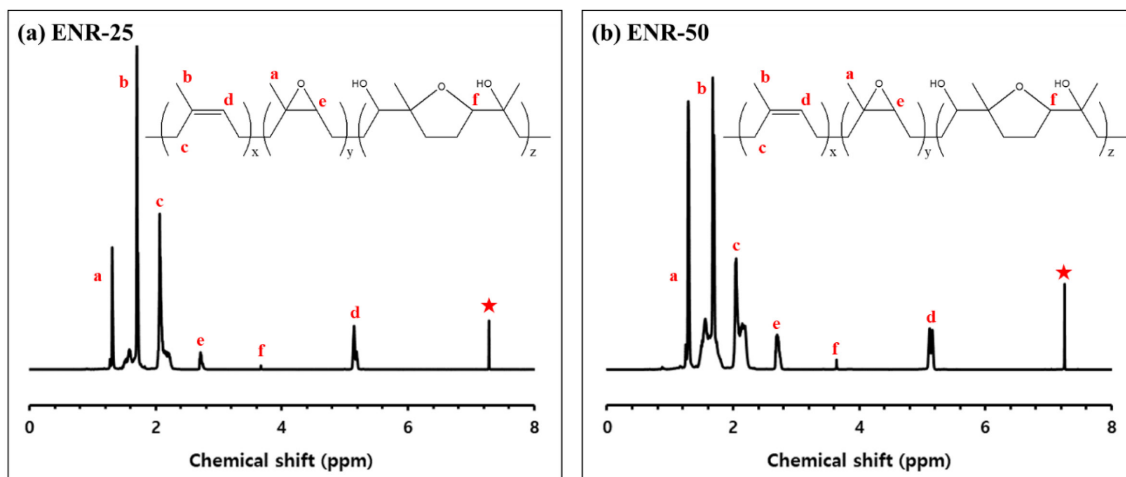 (a) ENR-25
b
a
b
d
c
O
e
HO
O
f
HO
x
y
z
c
a
e
f
d
★
0 2 4 6 8
Chemical shift (ppm)
(b) ENR-50
b
a
b
d
c
O
e
HO
O
f
HO
x
y
z
c
a
e
f
d
★
0 2 4 6 8
Chemical shift (ppm)